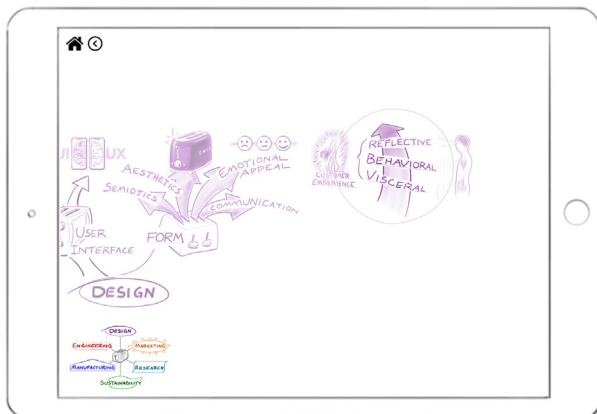 UI UX
AESTHETICS
SEMIOTICS
EMOTIONAL
APPEAL
COMMUNICATION
FORM
USER
INTERFACE
DESIGN
REFLECTIVE
BEHAVIORAL
VISCERAL
CUSTOMER
EXPERIENCE
DESIGN
ENGINEERING
MARKETING
MANUFACTURING
RESEARCH
SUSTAINABILITY